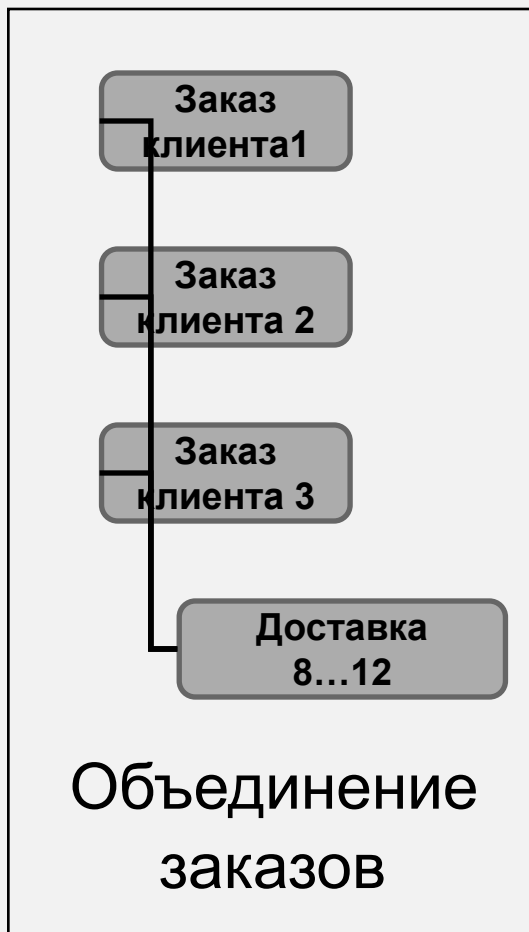 Заказ
клиента1
Заказ
клиента 2
Заказ
клиента 3
Доставка
8…12
Объединение
заказов